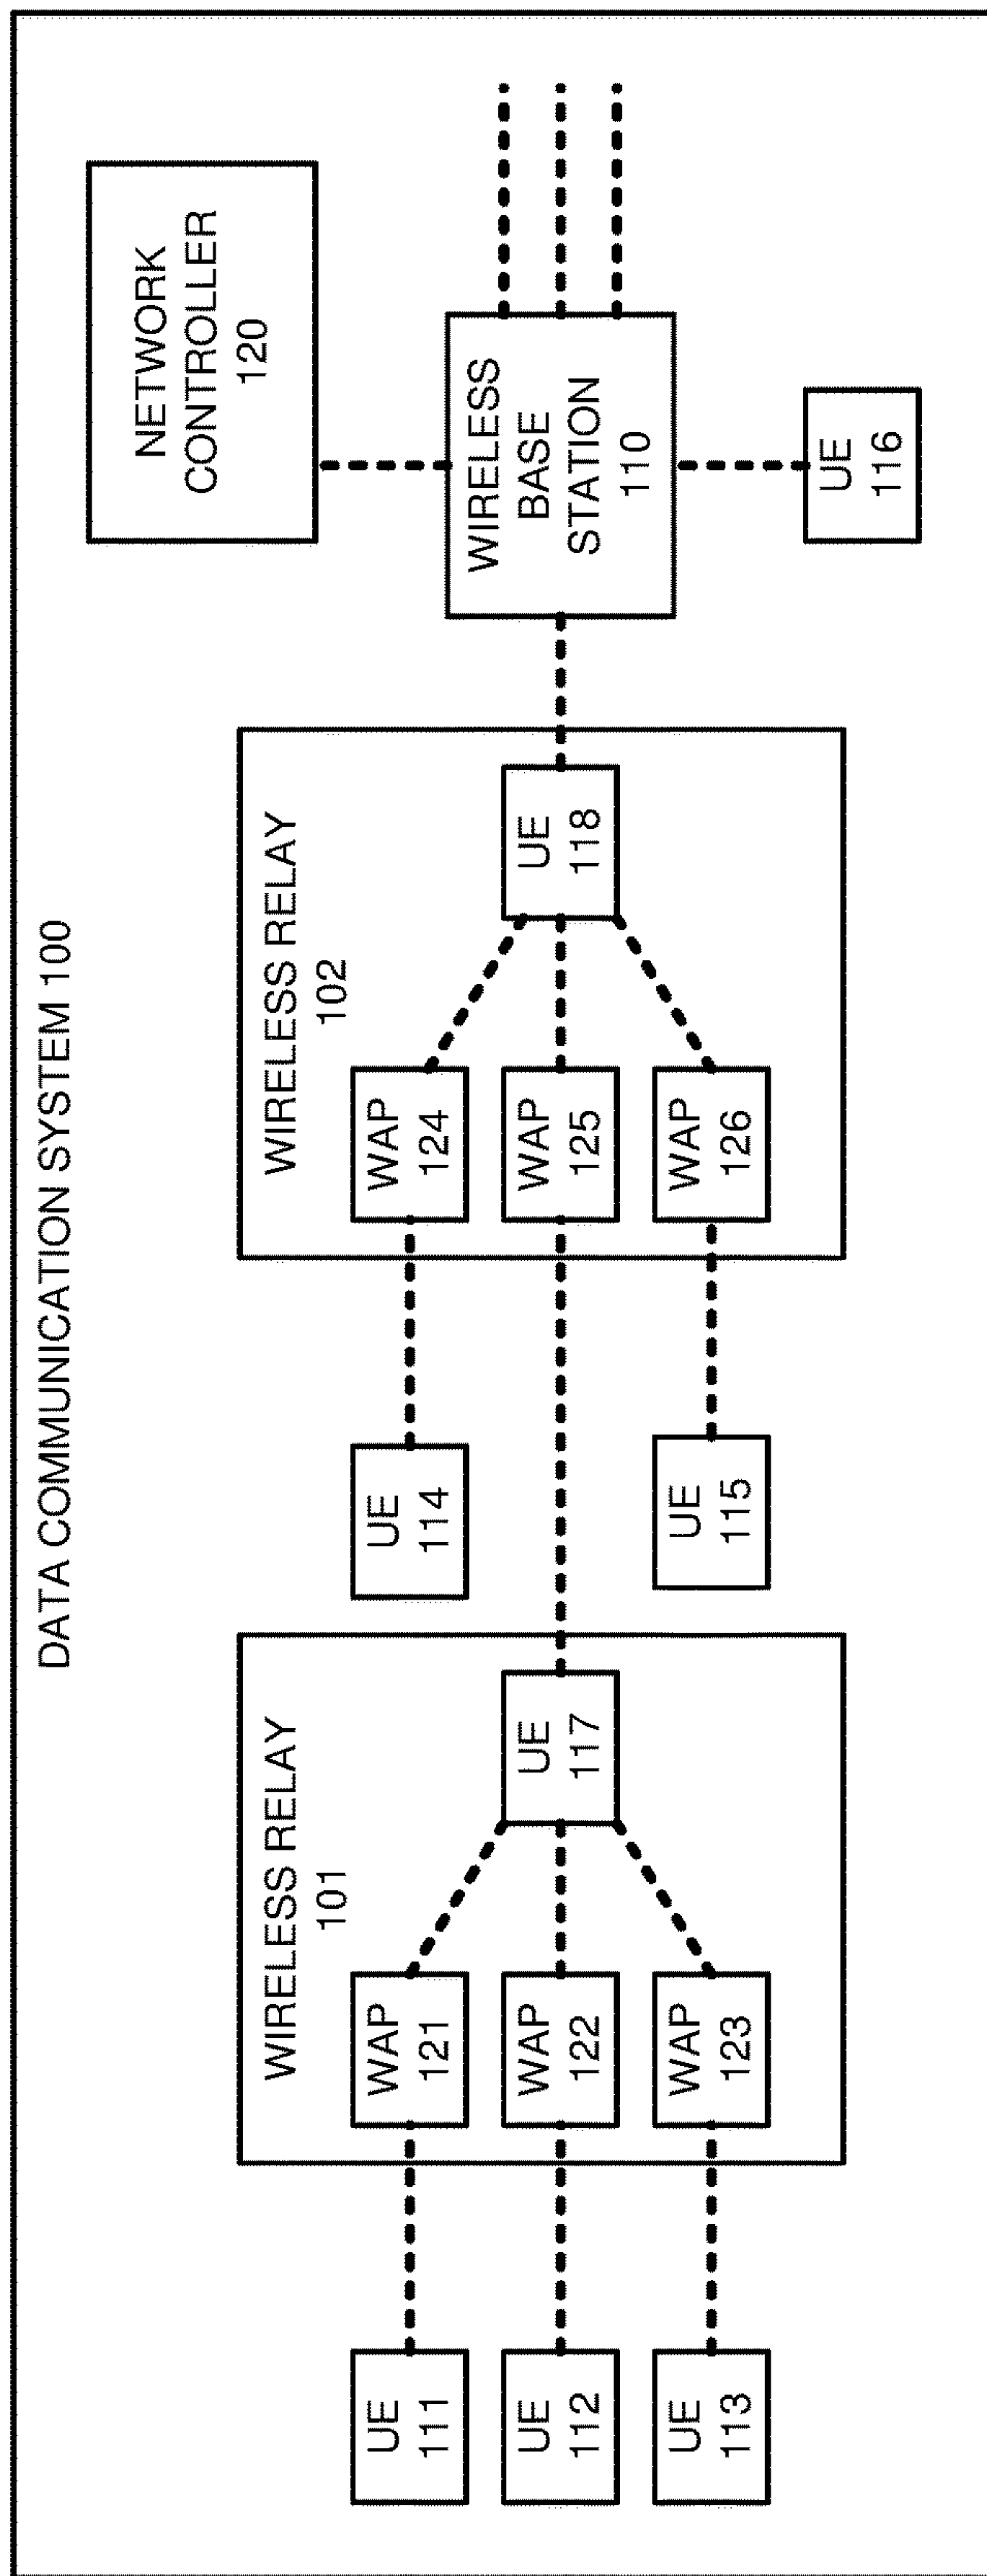 DATA COMMUNICATION SYSTEM 100
NETWORK
CONTROLLER
120
WIRELESS RELAY
101
WIRELESS RELAY
102
UE
111
WAP
121
UE
114
WAP
124
WIRELESS
BASE
STATION
110
UE
112
WAP
122
UE
117
WAP
125
UE
118
UE
113
WAP
123
UE
115
WAP
126
UE
116